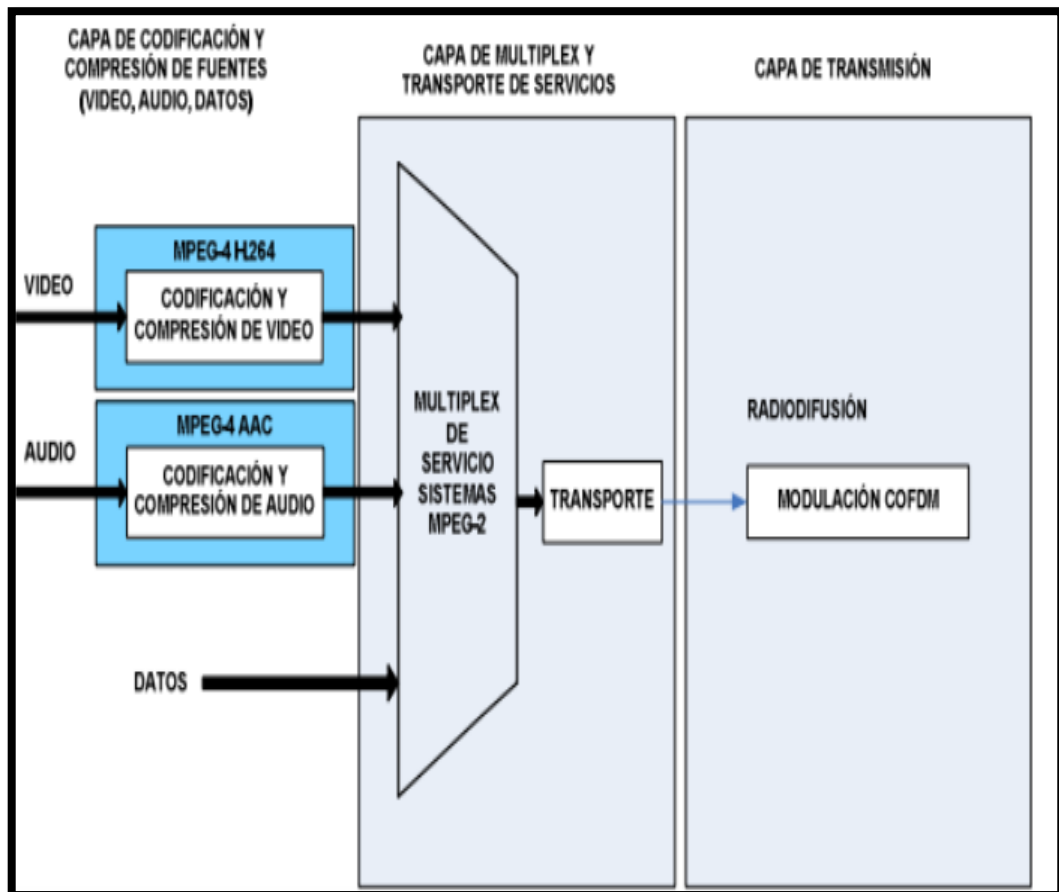 CAPA DE CODIFICACIÓN Y
COMPRESIÓN DE FUENTES
(VIDEO, AUDIO, DATOS)
CAPA DE MULTIPLEX Y
TRANSPORTE DE SERVICIOS
CAPA DE TRANSMISIÓN
MPEG-4 H.264
VIDEO
CODIFICACIÓN Y
COMPRESIÓN DE VIDEO
MPEG-4 AAC
AUDIO
CODIFICACIÓN Y
COMPRESIÓN DE AUDIO
DATOS
MULTIPLEX
DE
SERVICIO
SISTEMAS
MPEG-2
TRANSPORTE
RADIODIFUSIÓN
MODULACIÓN COFDM